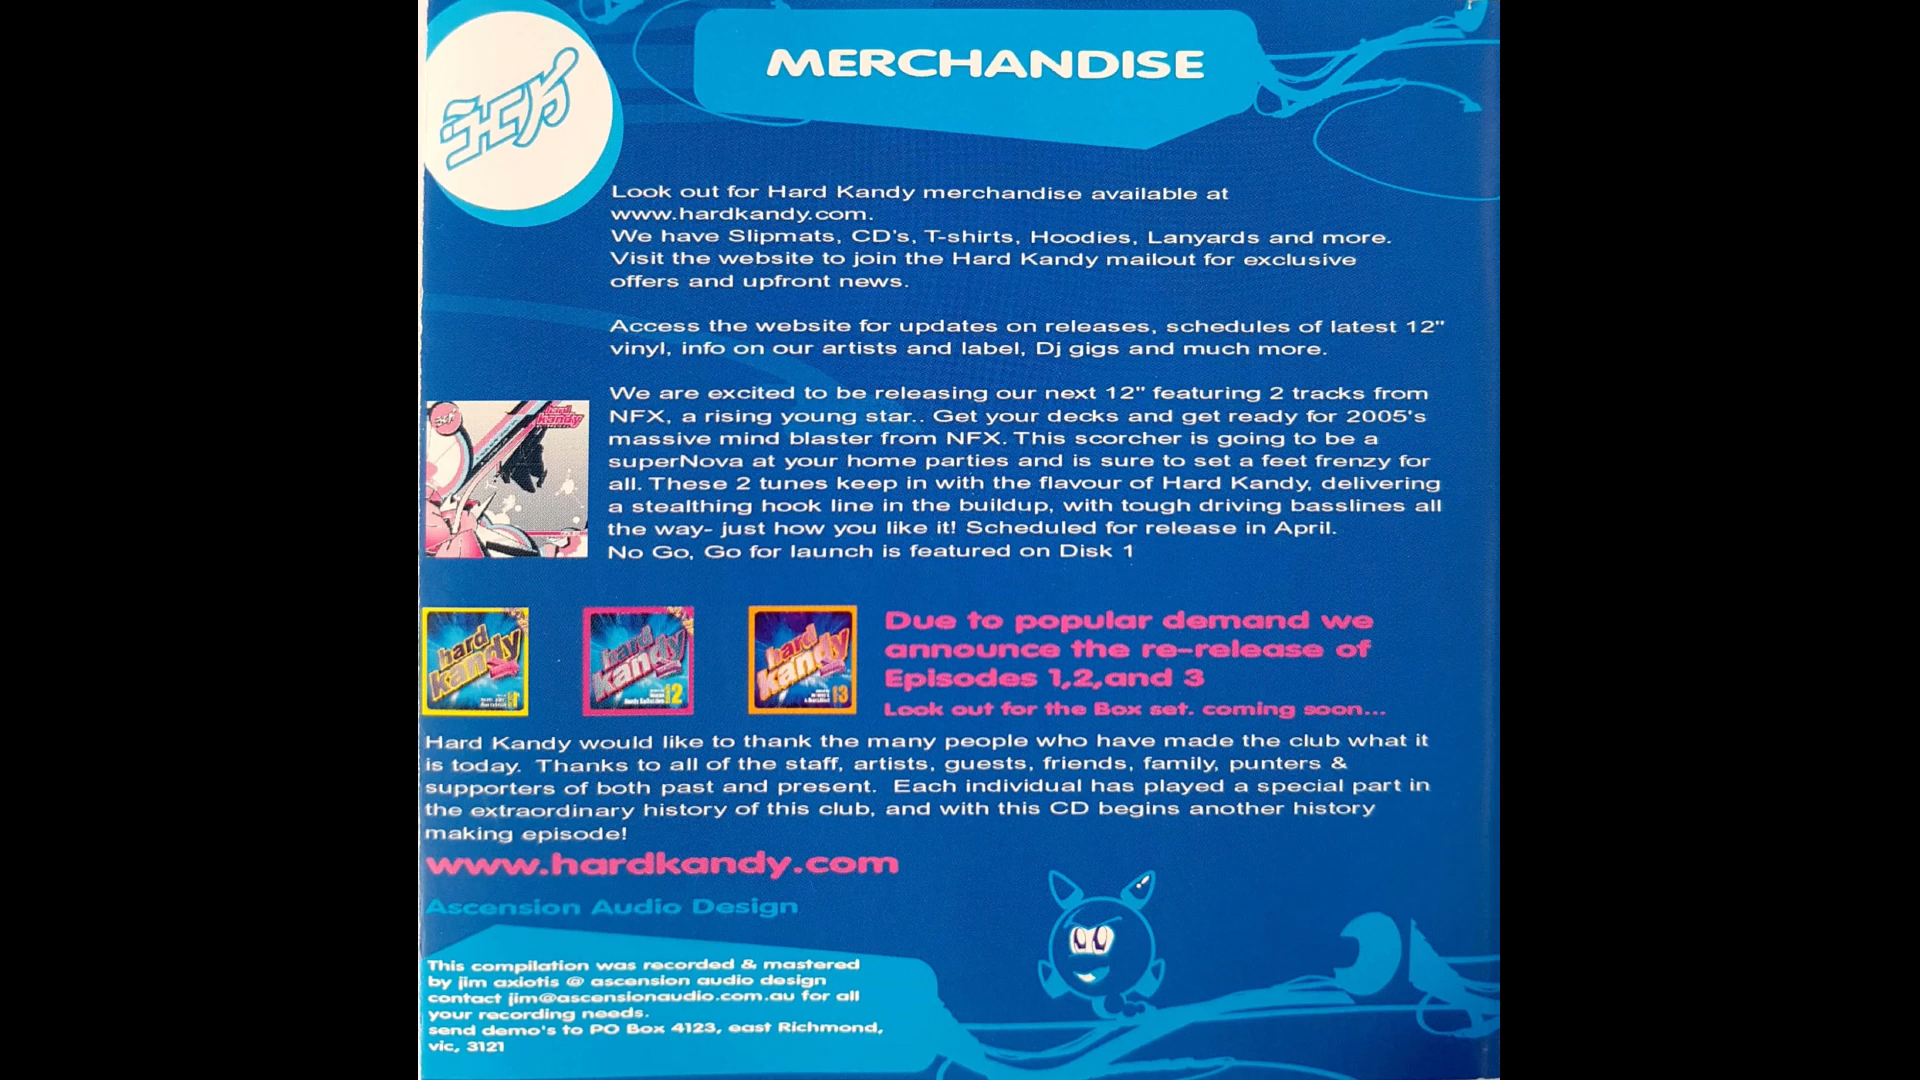 HK
MERCHANDISE
Look out for Hard Kandy merchandise available at
www.hardkandy.com.
We have Slipmats, CD's, T-shirts, Hoodies, Lanyards and more.
Visit the website to join the Hard Kandy mailout for exclusive
offers and upfront news.
Access the website for updates on releases, schedules of latest 12"
vinyl, info on our artists and label, Dj gigs and much more.
We are excited to be releasing our next 12" featuring 2 tracks from
NFX, a rising young star.. Get your decks and get ready for 2005's
massive mind blaster from NFX. This scorcher is going to be a
superNova at your home parties and is sure to set a feet frenzy for
all. These 2 tunes keep in with the flavour of Hard Kandy, delivering
a stealthing hook line in the buildup, with tough driving basslines all
the way- just how you like it! Scheduled for release in April.
No Go, Go for launch is featured on Disk 1
hard
kandy
hard
kandy
1
hard
kandy
2
hard
kandy
3
Due to popular demand we
announce the re-release of
Episodes 1,2,and 3
Look out for the Box set. coming soon...
Hard Kandy would like to thank the many people who have made the club what it
is today. Thanks to all of the staff, artists, guests, friends, family, punters &
supporters of both past and present. Each individual has played a special part in
the extraordinary history of this club, and with this CD begins another history
making episode!
www.hardkandy.com
Ascension Audio Design
This compilation was recorded & mastered
by jim axiotis @ ascension audio design
contact jim@ascensionaudio.com.au for all
your recording needs.
send demo's to PO Box 4123, east Richmond,
vic, 3121